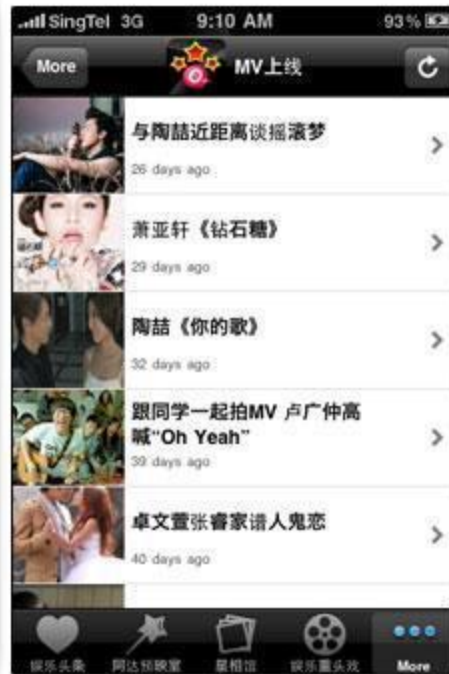 SingTel 3G 9:10 AM 93%
More MV上线
与陶喆近距离谈摇滚梦
26 days ago
萧亚轩《钻石糖》
29 days ago
陶喆《你的歌》
32 days ago
跟同学一起拍MV 卢广仲高
喊“Oh Yeah”
39 days ago
卓文萱张睿家谱人鬼恋
40 days ago
娱乐头条 阿达预映室 星相馆 娱乐重头戏 More